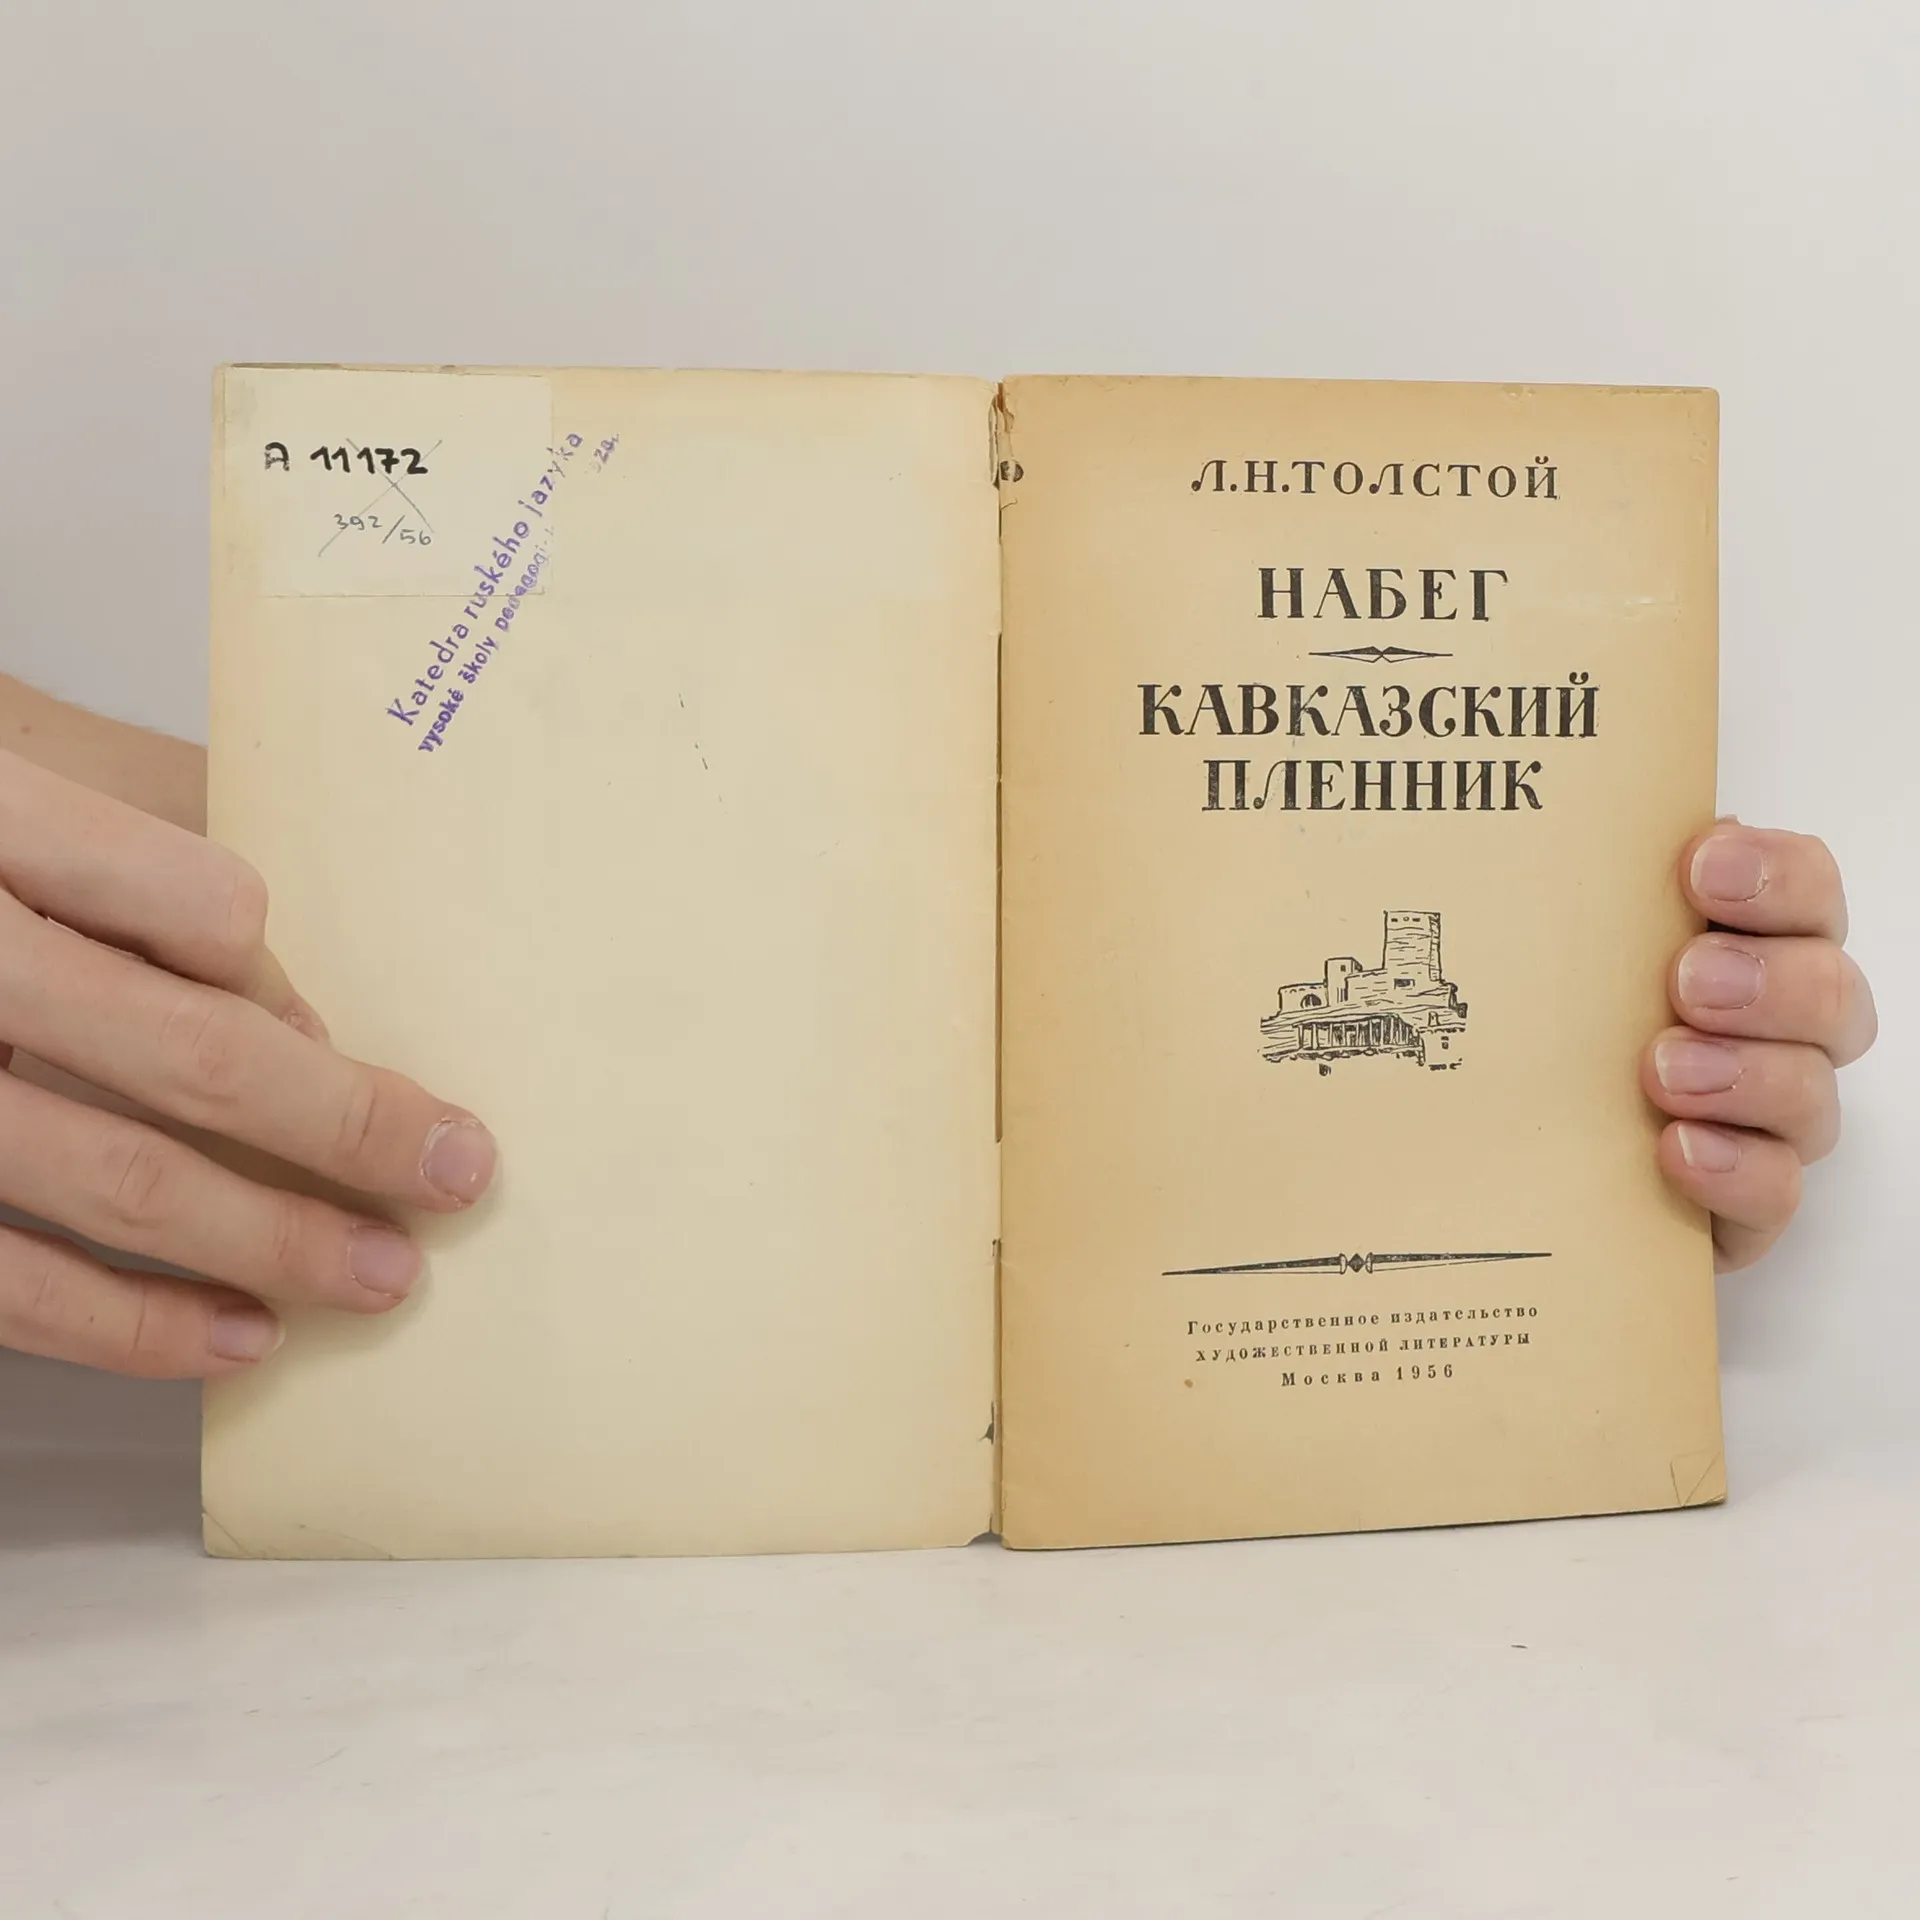 A 11172
392/56
Katedra ruského jazyka
vysoké školy
Л.Н.ТОЛСТОЙ
НАБЕГ
КАВКАЗСКИЙ
ПЛЕННИК
Государственное издательство
ХУДОЖЕСТВЕННОЙ ЛИТЕРАТУРЫ
Москва 1956